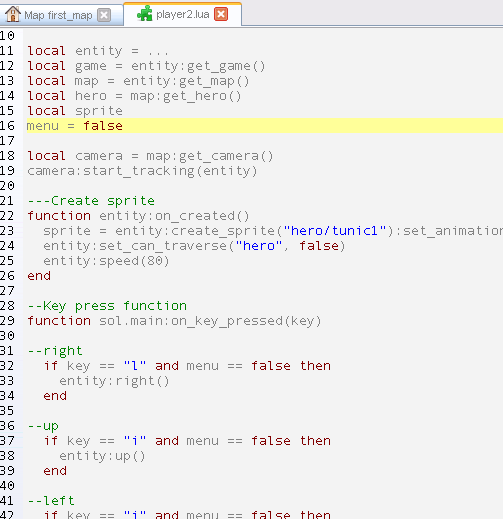 Map first_map
player2.lua
10
11 local entity = ...
12 local game = entity:get_game()
13 local map = entity:get_map()
14 local hero = map:get_hero()
15 local sprite
16 menu = false
17
18 local camera = map:get_camera()
19 camera:start_tracking(entity)
20
21 ---Create sprite
22 function entity:on_created()
23 sprite = entity:create_sprite("hero/tunic1"):set_animation
24 entity:set_can_traverse("hero", false)
25 entity:speed(80)
26 end
27
28 --Key press function
29 function sol.main:on_key_pressed(key)
30
31 --right
32 if key == "l" and menu == false then
33 entity:right()
34 end
35
36 --up
37 if key == "i" and menu == false then
38 entity:up()
39 end
40
41 --left
42 if key == "j" and menu == false then